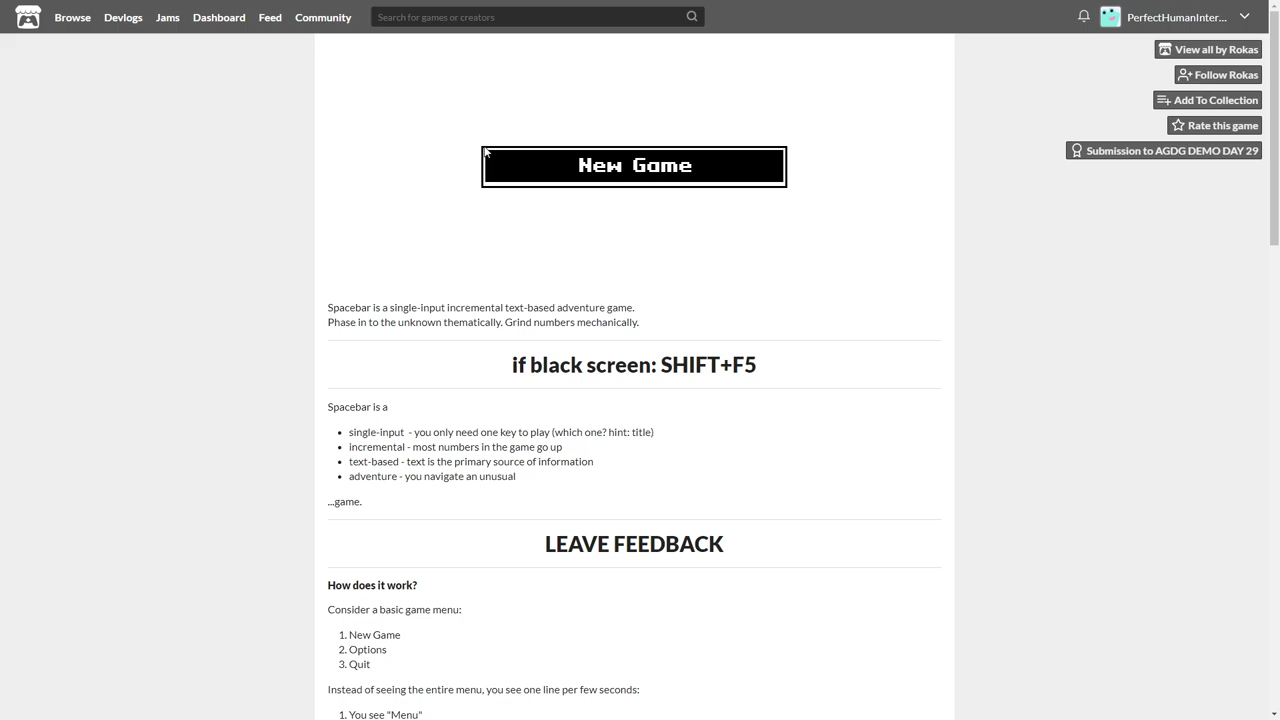 Browse Devlogs Jams Dashboard Feed Community Search for games or creators PerfectHumanInter...
View all by Rokas
Follow Rokas
Add To Collection
Rate this game
Submission to AGDG DEMO DAY 29
New Game
Spacebar is a single-input incremental text-based adventure game.
Phase in to the unknown thematically. Grind numbers mechanically.
if black screen: SHIFT+F5
Spacebar is a
• single-input - you only need one key to play (which one? hint: title)
• incremental - most numbers in the game go up
• text-based - text is the primary source of information
• adventure - you navigate an unusual
...game.
LEAVE FEEDBACK
How does it work?
Consider a basic game menu:
1. New Game
2. Options
3. Quit
Instead of seeing the entire menu, you see one line per few seconds:
1. You see "Menu"